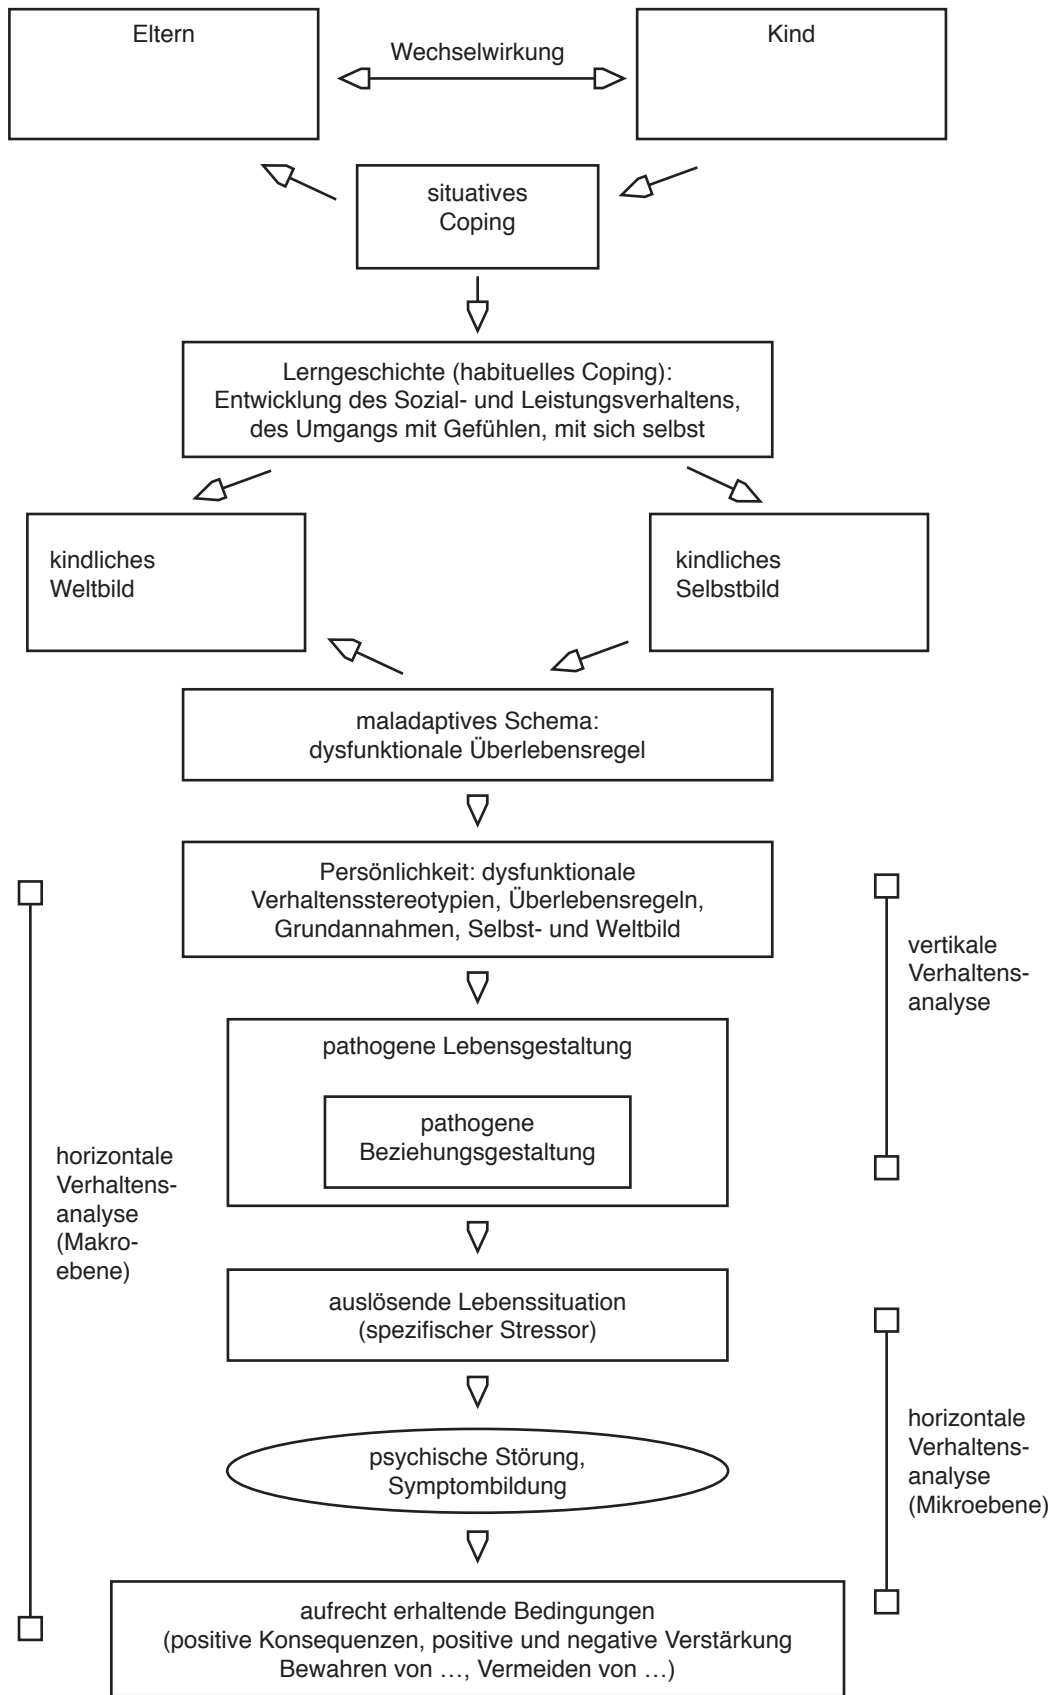 Eltern
Wechselwirkung
Kind
situatives
Coping
Lerngeschichte (habituelles Coping):
Entwicklung des Sozial- und Leistungsverhaltens,
des Umgangs mit Gefühlen, mit sich selbst
kindliches
Weltbild
kindliches
Selbstbild
maladaptives Schema:
dysfunktionale Überlebensregel
Persönlichkeit: dysfunktionale
Verhaltensstereotypien, Überlebensregeln,
Grundannahmen, Selbst- und Weltbild
vertikale
Verhaltens-
analyse
pathogene Lebensgestaltung
pathogene
Beziehungsgestaltung
horizontale
Verhaltens-
analyse
(Makro-
ebene)
auslösende Lebenssituation
(spezifischer Stressor)
psychische Störung,
Symptombildung
horizontale
Verhaltens-
analyse
(Mikroebene)
aufrecht erhaltende Bedingungen
(positive Konsequenzen, positive und negative Verstärkung
Bewahren von …, Vermeiden von …)